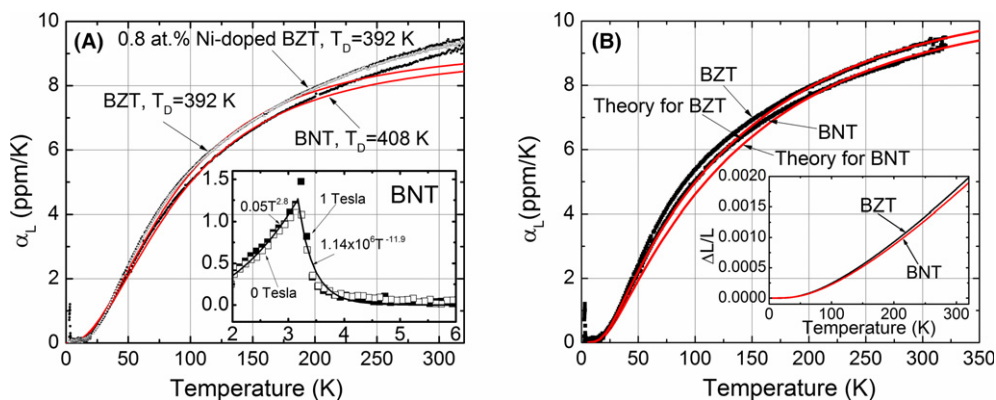 (A)
0.8 at.% Ni-doped BZT, T_D=392 K
BZT, T_D=392 K
BNT, T_D=408 K
α_L (ppm/K)
10
8
6
4
2
0
0 50 100 150 200 250 300
Temperature (K)
BNT
1.5
1.0
0.5
0.0
0.05T^2.8
1 Tesla
1.14x10^6T^-11.9
0 Tesla
2 3 4 5 6
(B)
BZT
Theory for BZT
BNT
Theory for BNT
α_L (ppm/K)
10
8
6
4
2
0
0 50 100 150 200 250 300 350
Temperature (K)
0.0020
0.0015
0.0010
0.0005
0.0000
ΔL/L
BZT
BNT
0 50 100 150 200 250 300
Temperature (K)